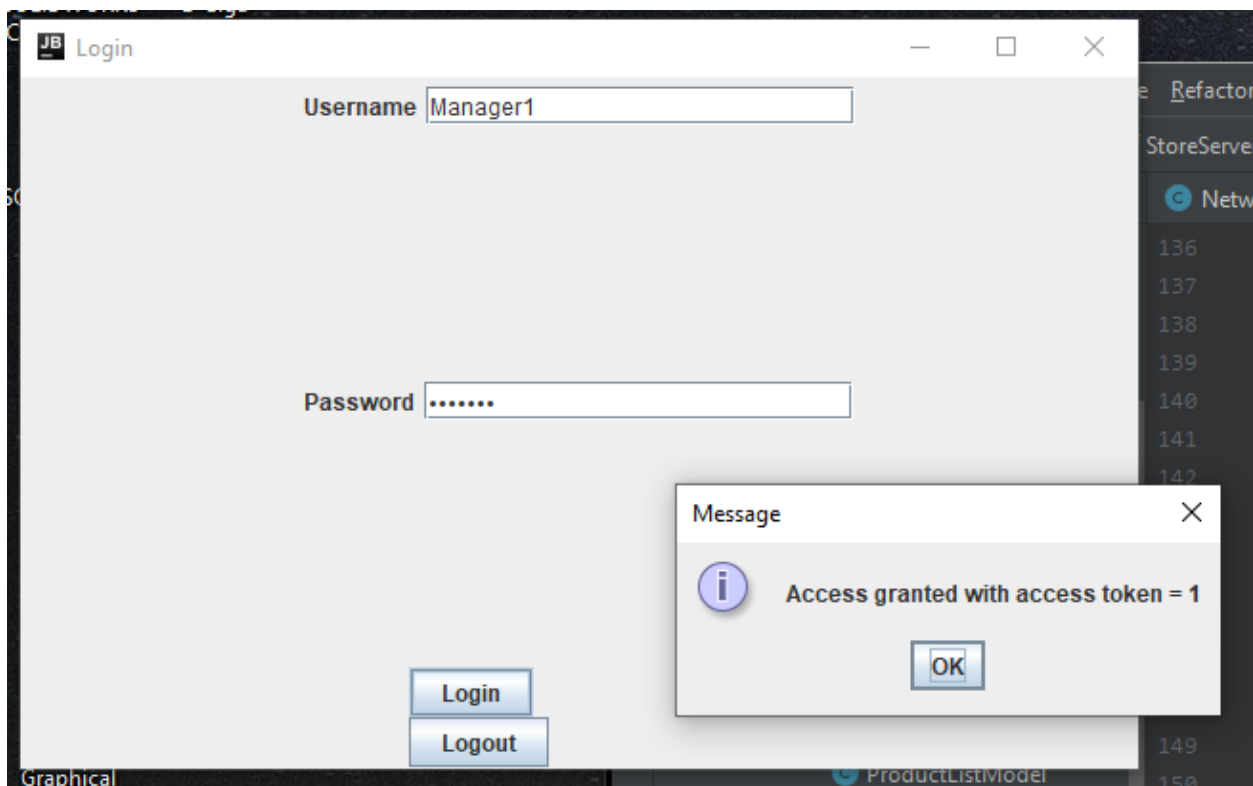 JB Login
Username Manager1
Refactor
StoreServe
Netw
136
137
138
139
Password •••••••
140
141
142
Message
i
Access granted with access token = 1
OK
Login
Logout
149
150
Graphical
ProductListModel